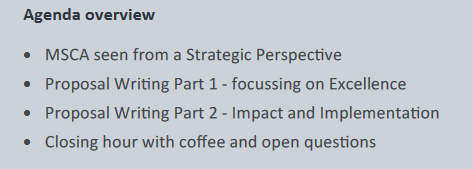 Agenda overview
• MSCA seen from a Strategic Perspective
• Proposal Writing Part 1 - focussing on Excellence
• Proposal Writing Part 2 - Impact and Implementation
• Closing hour with coffee and open questions